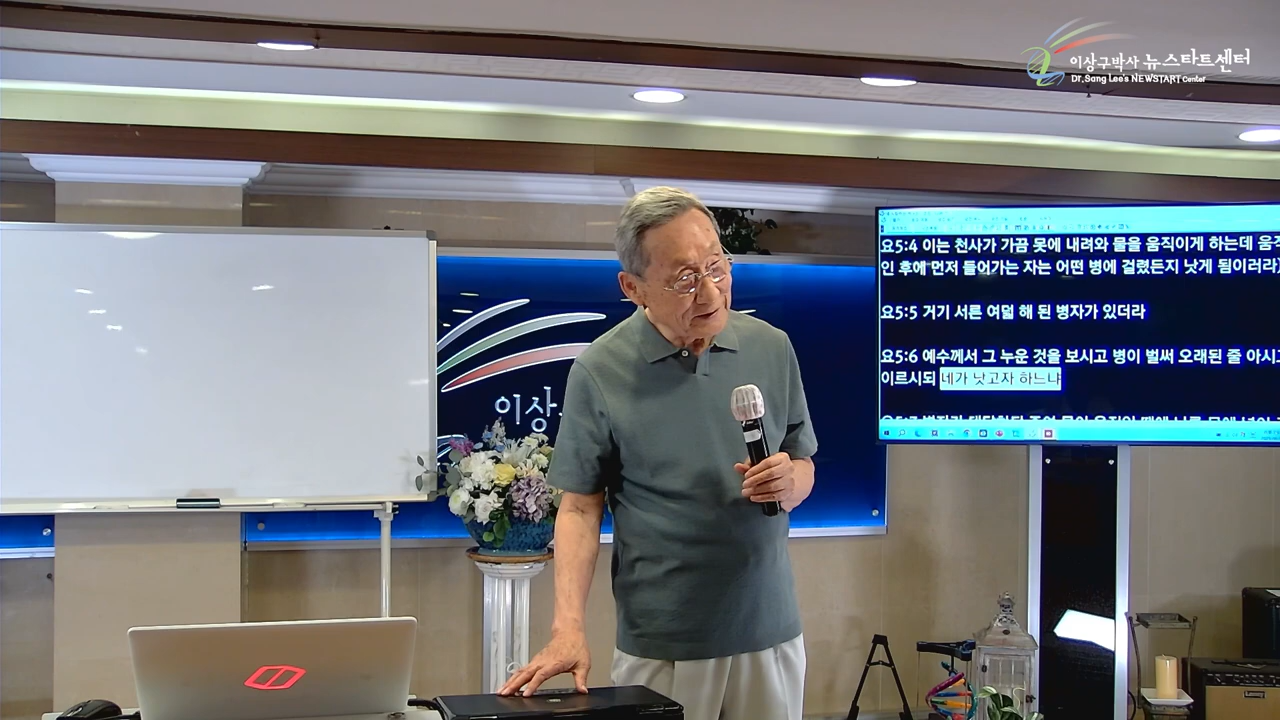 이상구박사 뉴스타트센터
Dr. Sang Lee's NEWSTART Center
요5:4 이는 천사가 가끔 못에 내려와 물을 움직이게 하는데
인 후에 먼저 들어가는 자는 어떤 병에 걸렸든지 낫게 됨이러라)
요5:5 거기 서른 여덟 해 된 병자가 있더라
요5:6 예수께서 그 누운 것을 보시고 병이 벌써 오래된 줄 아시고
이르시되 네가 낫고자 하느냐
이상